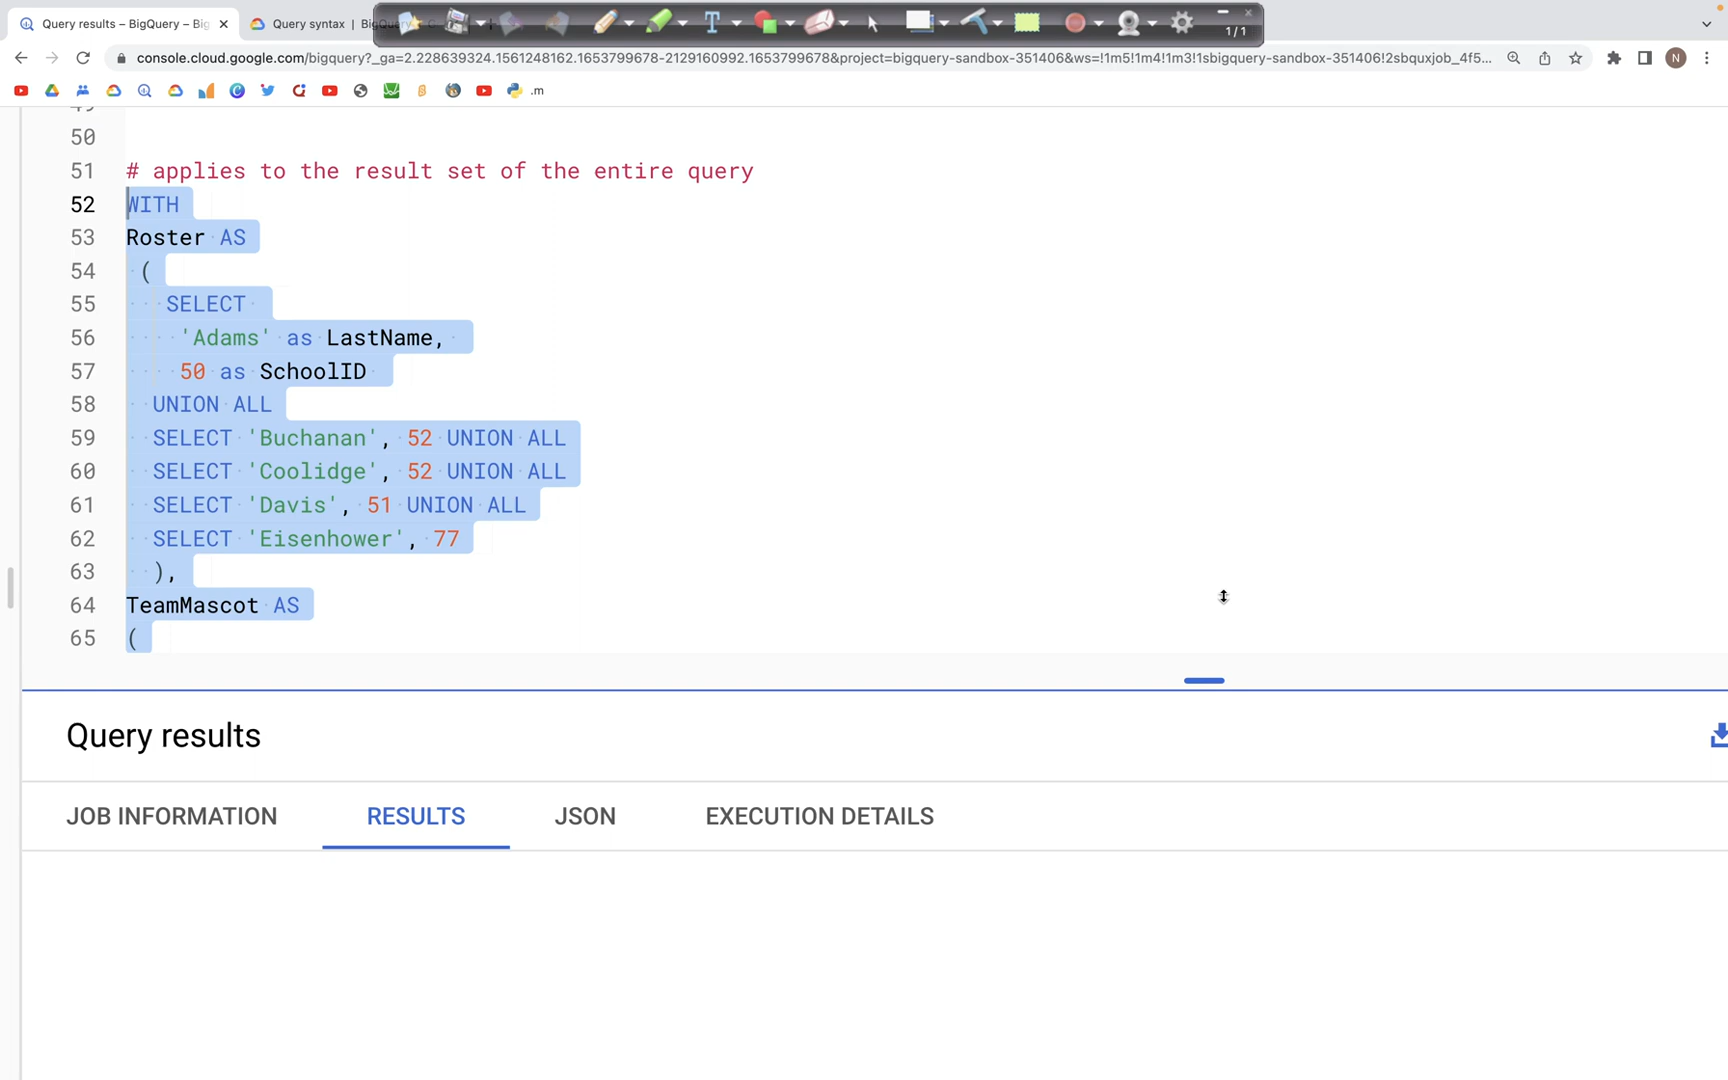 Query results – BigQuery – Big
Query syntax | BigQu
1/1
console.cloud.google.com/bigquery?_ga=2.228639324.1561248162.1653799678-2129160992.1653799678&project=bigquery-sandbox-351406&ws=!1m5!1m4!1m3!1sbigquery-sandbox-351406!2sbquxjob_4f5...
N
.m
49
50
51 # applies to the result set of the entire query
52 WITH
53 Roster AS
54 (
55 SELECT
56 'Adams' as LastName,
57 50 as SchoolID
58 UNION ALL
59 SELECT 'Buchanan', 52 UNION ALL
60 SELECT 'Coolidge', 52 UNION ALL
61 SELECT 'Davis', 51 UNION ALL
62 SELECT 'Eisenhower', 77
63 ),
64 TeamMascot AS
65 (
Query results
JOB INFORMATION RESULTS JSON EXECUTION DETAILS